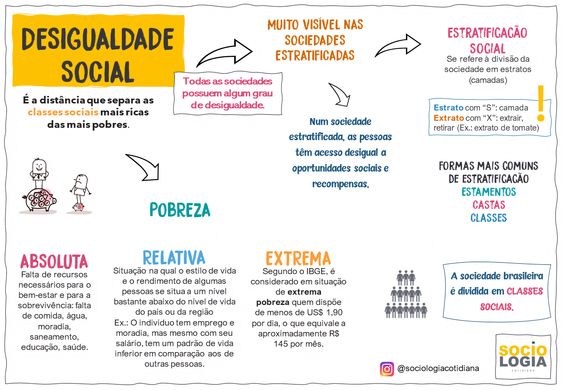 DESIGUALDADE
SOCIAL
É a distância que separa as
classes sociais mais ricas
das mais pobres.
Todas as sociedades
possuem algum grau
de desigualdade.
MUITO VISÍVEL NAS
SOCIEDADES
ESTRATIFICADAS
Num sociedade
estratificada, as pessoas
têm acesso desigual a
oportunidades sociais e
recompensas.
ESTRATIFICAÇÃO
SOCIAL
Se refere à divisão da
sociedade em estratos
(camadas)
Estrato com “S”: camada
Extrato com “X”: extrair,
retirar (Ex.: extrato de tomate)
!
FORMAS MAIS COMUNS
DE ESTRATIFICAÇÃO
ESTAMENTOS
CASTAS
CLASSES
POBREZA
ABSOLUTA
Falta de recursos
necessários para o
bem-estar e para a
sobrevivência: falta
de comida, água,
moradia,
saneamento,
educação, saúde.
RELATIVA
Situação na qual o estilo de vida
e o rendimento de algumas
pessoas se situa a um nível
bastante abaixo do nível de vida
do país ou da região
Ex.: O indivíduo tem emprego e
moradia, mas mesmo com seu
salário, tem um padrão de vida
inferior em comparação aos de
outras pessoas.
EXTREMA
Segundo o IBGE, é
considerado em situação
de extrema
pobreza quem dispõe
de menos de US$ 1,90
por dia, o que equivale a
aproximadamente R$
145 por mês.
A sociedade brasileira
é dividida em CLASSES
SOCIAIS.
@sociologiacotidiana
SOCIO
LOGIA
COTIDIANA